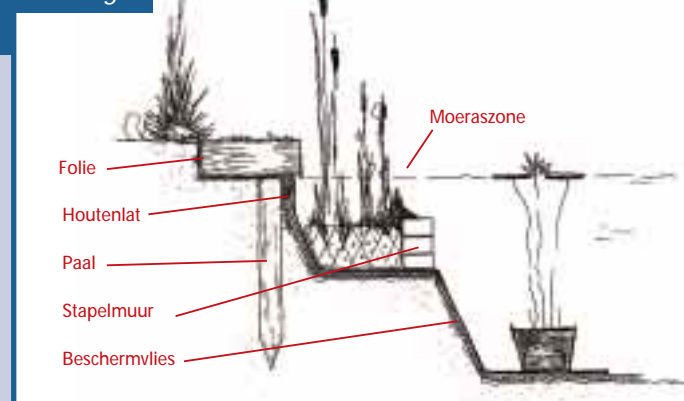 Moeraszone
Folie
Houtenlat
Paal
Stapelmuur
Beschermvlies